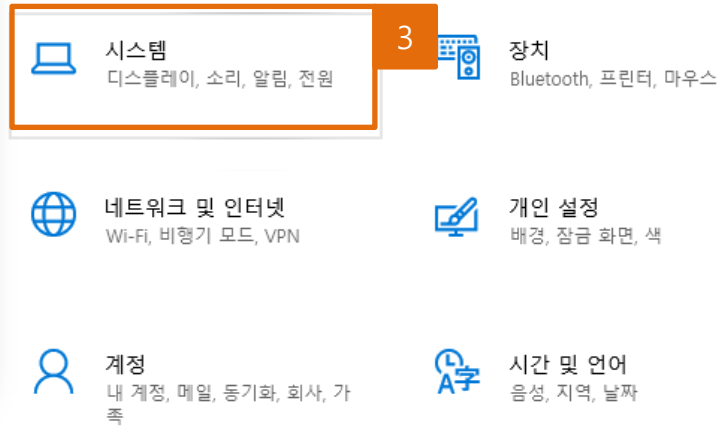 시스템
디스플레이, 소리, 알림, 전원
3
장치
Bluetooth, 프린터, 마우스
네트워크 및 인터넷
Wi-Fi, 비행기 모드, VPN
개인 설정
배경, 잠금 화면, 색
계정
내 계정, 메일, 동기화, 회사, 가
족
A字
시간 및 언어
음성, 지역, 날짜